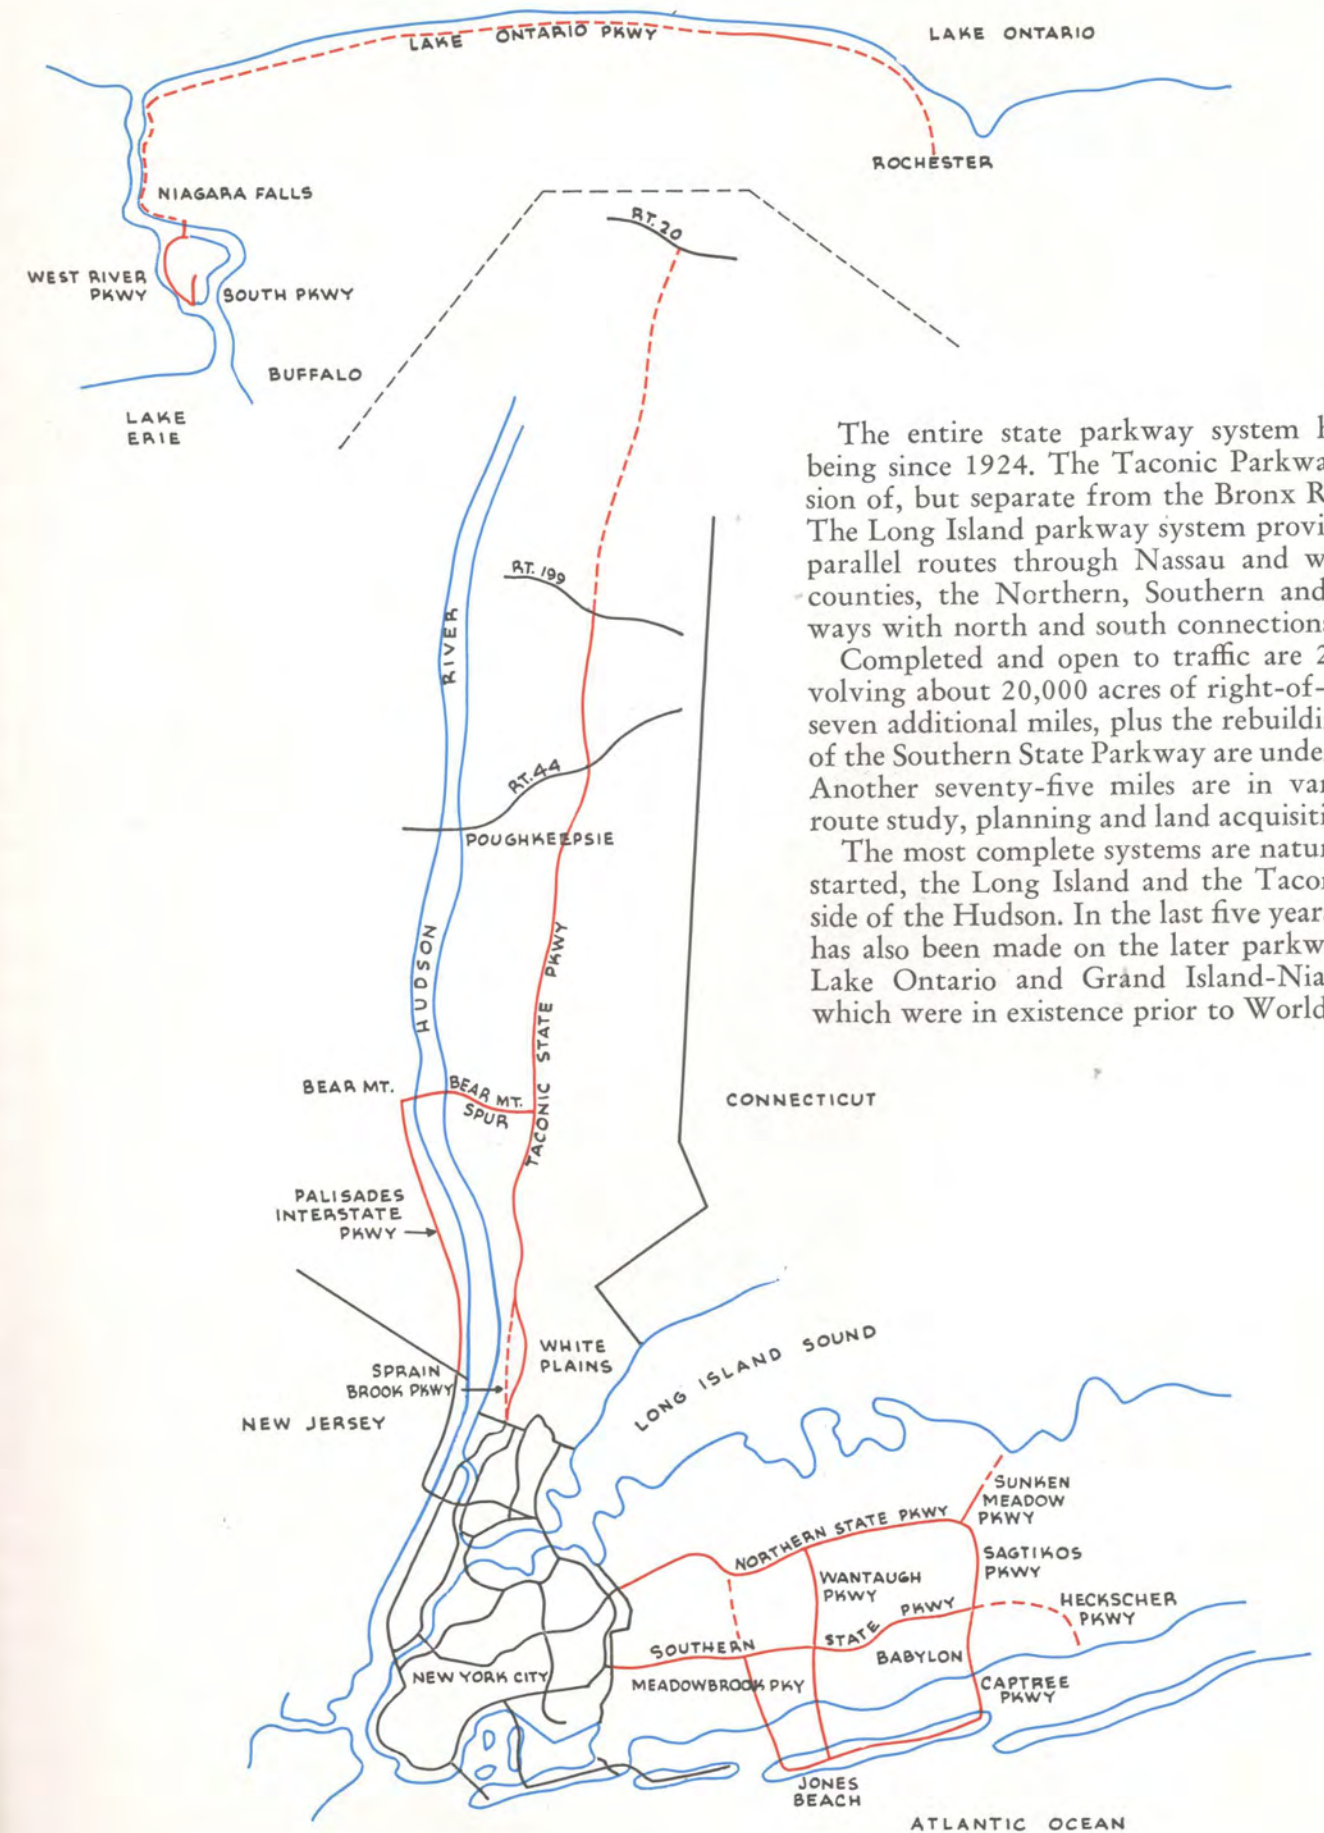 LAKE ONTARIO PKWY
LAKE ONTARIO
ROCHESTER
NIAGARA FALLS
RT. 20
WEST RIVER
PKWY
SOUTH PKWY
BUFFALO
LAKE
ERIE
The entire state parkway system
being since 1924. The Taconic Parkwa
sion of, but separate from the Bronx R
The Long Island parkway system provi
parallel routes through Nassau and w
counties, the Northern, Southern and
ways with north and south connections
Completed and open to traffic are 2
volving about 20,000 acres of right-of-
seven additional miles, plus the rebuildi
of the Southern State Parkway are unde
Another seventy-five miles are in var
route study, planning and land acquisiti
The most complete systems are natur
started, the Long Island and the Tacon
side of the Hudson. In the last five year
has also been made on the later parkw
Lake Ontario and Grand Island-Nia
which were in existence prior to World
RT. 199
RIVER
RT. 44
POUGHKEEPSIE
HUDSON
TACONIC STATE PKWY
BEAR MT.
BEAR MT.
SPUR
CONNECTICUT
PALISADES
INTERSTATE
PKWY
WHITE
PLAINS
SPRAIN
BROOK PKWY
LONG ISLAND SOUND
NEW JERSEY
SUNKEN
MEADOW
PKWY
NORTHERN STATE PKWY
SAGTIKOS
PKWY
WANTAUGH
PKWY
HECKSCHER
PKWY
SOUTHERN STATE PKWY
BABYLON
NEW YORK CITY
MEADOWBROOK PKY
CAPTREE
PKWY
JONES
BEACH
ATLANTIC OCEAN